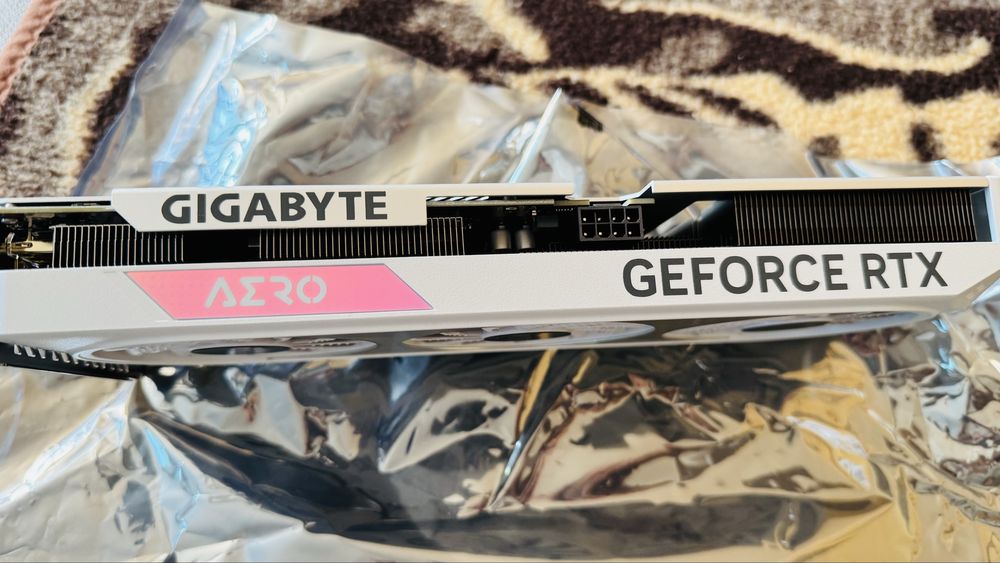 GIGABYTE
AERO
GEFORCE RTX